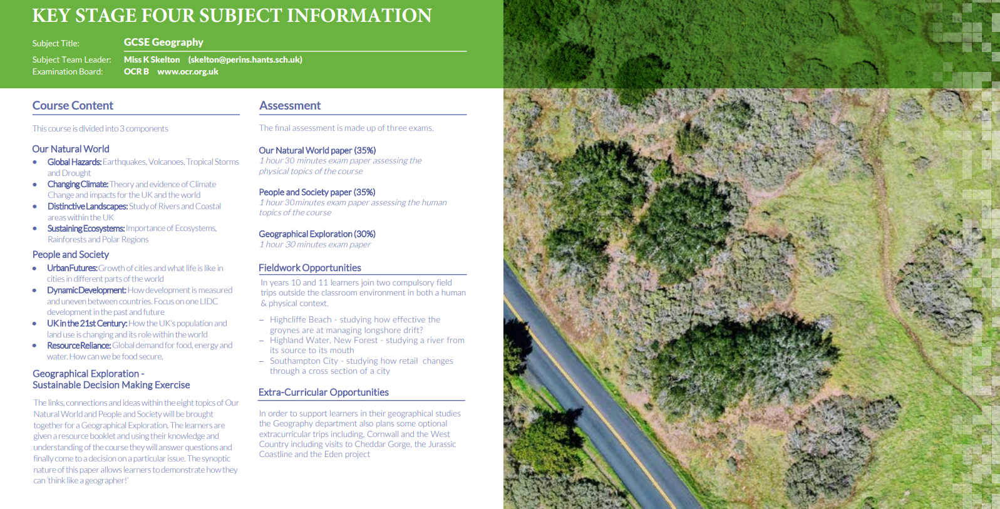 KEY STAGE FOUR SUBJECT INFORMATION
Subject Title: GCSE Geography
Subject Team Leader: Miss K Skelton (skelton@perins.hants.sch.uk)
Examination Board: OCR B www.ocr.org.uk
Course Content
This course is divided into 3 components
Our Natural World
• Global Hazards: Earthquakes, Volcanoes, Tropical Storms
and Drought
• Changing Climate: Theory and evidence of Climate
Change and impacts for the UK and the world
• Distinctive Landscapes: Study of Rivers and Coastal
areas within the UK
• Sustaining Ecosystems: Importance of Ecosystems,
Rainforests and Polar Regions
People and Society
• Urban Futures: Growth of cities and what life is like in
cities in different parts of the world
• Dynamic Development: How development is measured
and uneven between countries. Focus on one LIDC
development in the past and future
• UK in the 21st Century: How the UK's population and
land use is changing and its role within the world
• Resource Reliance: Global demand for food, energy and
water. How can we be food secure.
Geographical Exploration -
Sustainable Decision Making Exercise
The links, connections and ideas within the eight topics of Our
Natural World and People and Society will be brought
together for a Geographical Exploration. The learners are
given a resource booklet and using their knowledge and
understanding of the course they will answer questions and
finally come to a decision on a particular issue. The synoptic
nature of this paper allows learners to demonstrate how they
can 'think like a geographer!'
Assessment
The final assessment is made up of three exams.
Our Natural World paper (35%)
1 hour 30 minutes exam paper assessing the
physical topics of the course
People and Society paper (35%)
1 hour 30 minutes exam paper assessing the human
topics of the course
Geographical Exploration (30%)
1 hour 30 minutes exam paper
Fieldwork Opportunities
In years 10 and 11 learners join two compulsory field
trips outside the classroom environment in both a human
& physical context.
– Highcliffe Beach - studying how effective the
groynes are at managing longshore drift?
– Highland Water, New Forest - studying a river from
its source to its mouth
– Southampton City - studying how retail changes
through a cross section of a city
Extra-Curricular Opportunities
In order to support learners in their geographical studies
the Geography department also plans some optional
extracurricular trips including, Cornwall and the West
Country including visits to Cheddar Gorge, the Jurassic
Coastline and the Eden project